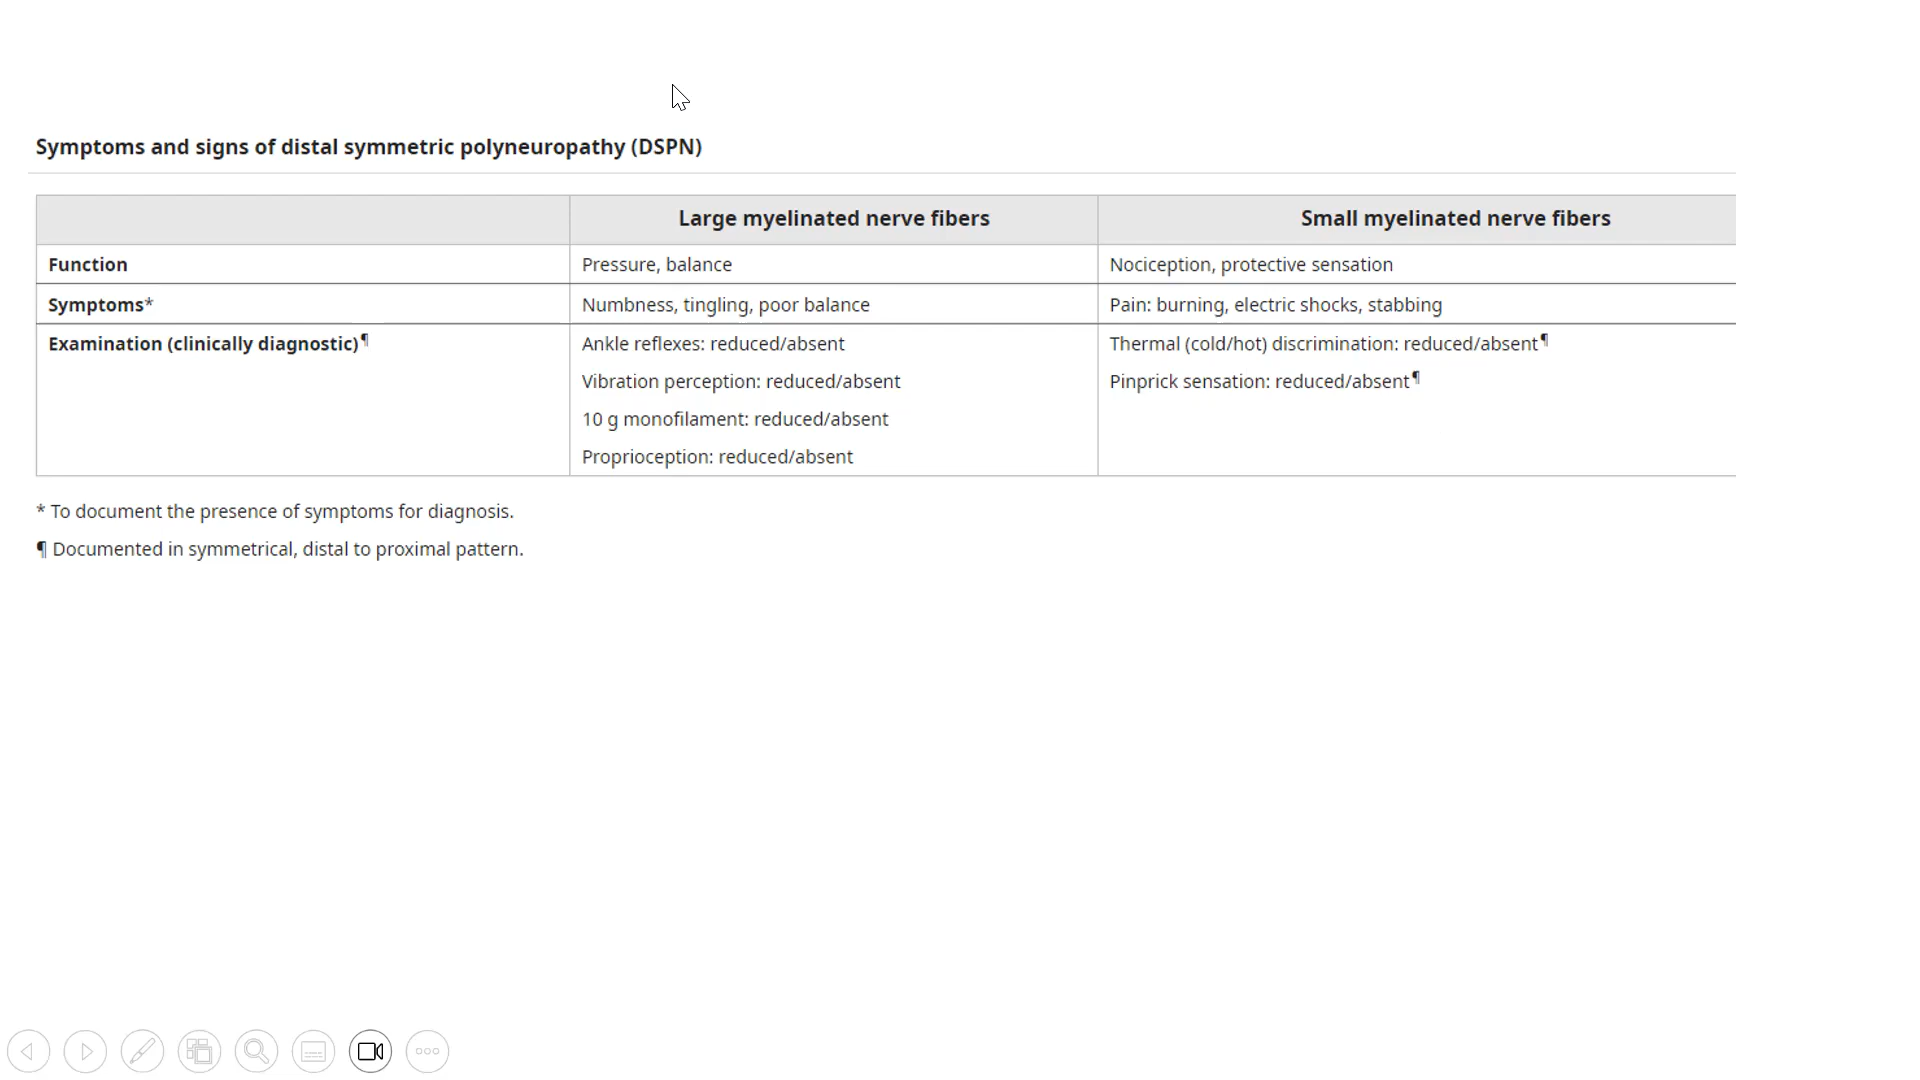 Symptoms and signs of distal symmetric polyneuropathy (DSPN)
Large myelinated nerve fibers Small myelinated nerve fibers
Function Pressure, balance Nociception, protective sensation
Symptoms* Numbness, tingling, poor balance Pain: burning, electric shocks, stabbing
Examination (clinically diagnostic)¶ Ankle reflexes: reduced/absent Thermal (cold/hot) discrimination: reduced/absent¶
Vibration perception: reduced/absent Pinprick sensation: reduced/absent¶
10 g monofilament: reduced/absent
Proprioception: reduced/absent
* To document the presence of symptoms for diagnosis.
¶ Documented in symmetrical, distal to proximal pattern.